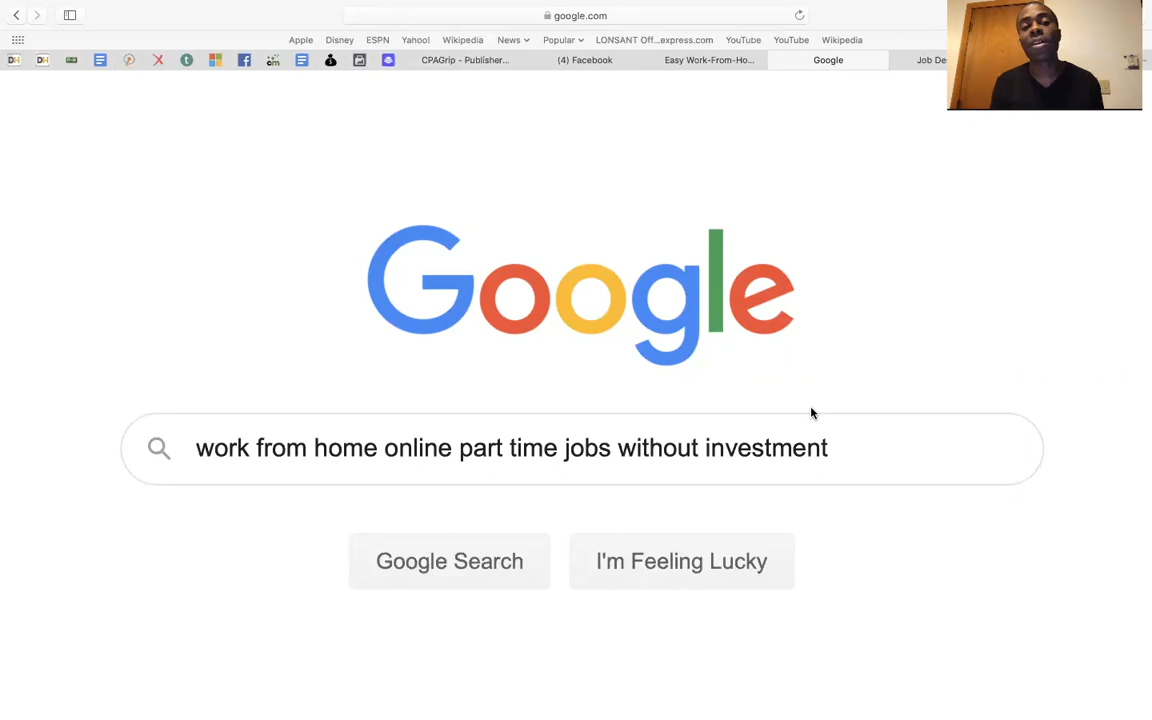 google.com
Apple Disney ESPN Yahoo! Wikipedia News Popular LONSANT Off...express.com YouTube YouTube Wikipedia
CPAGrip - Publisher... (4) Facebook Easy Work-From-Ho... Google Job De
Google
work from home online part time jobs without investment
Google Search I'm Feeling Lucky